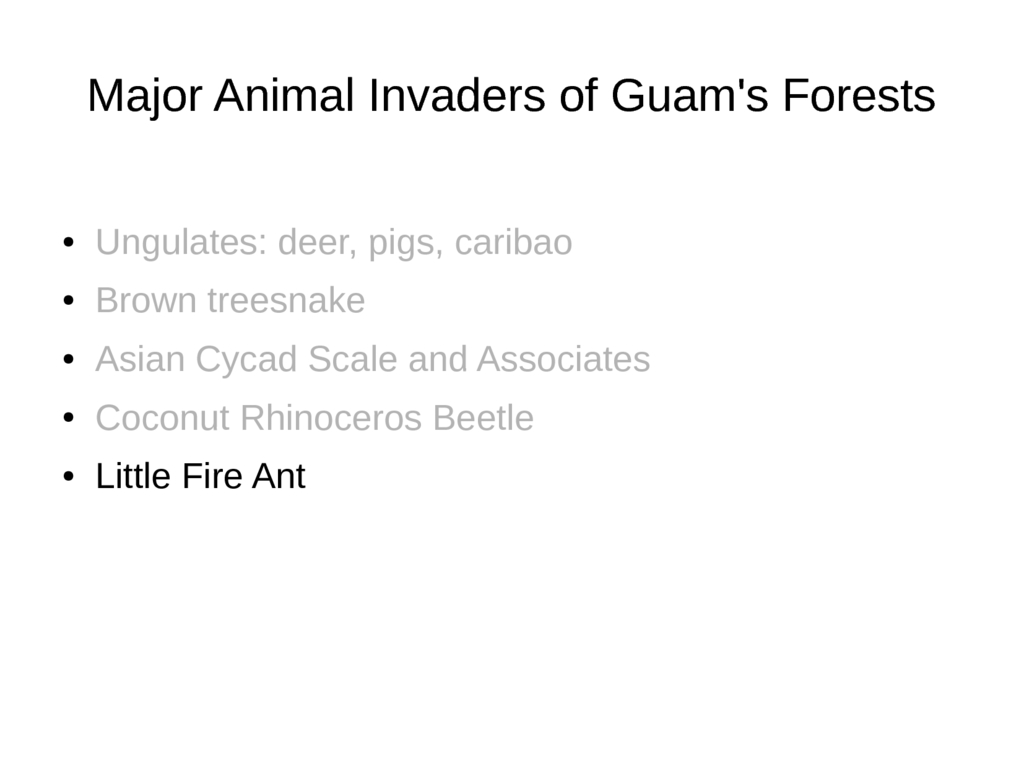 Major Animal Invaders of Guam's Forests
• Ungulates: deer, pigs, caribao
• Brown treesnake
• Asian Cycad Scale and Associates
• Coconut Rhinoceros Beetle
• Little Fire Ant